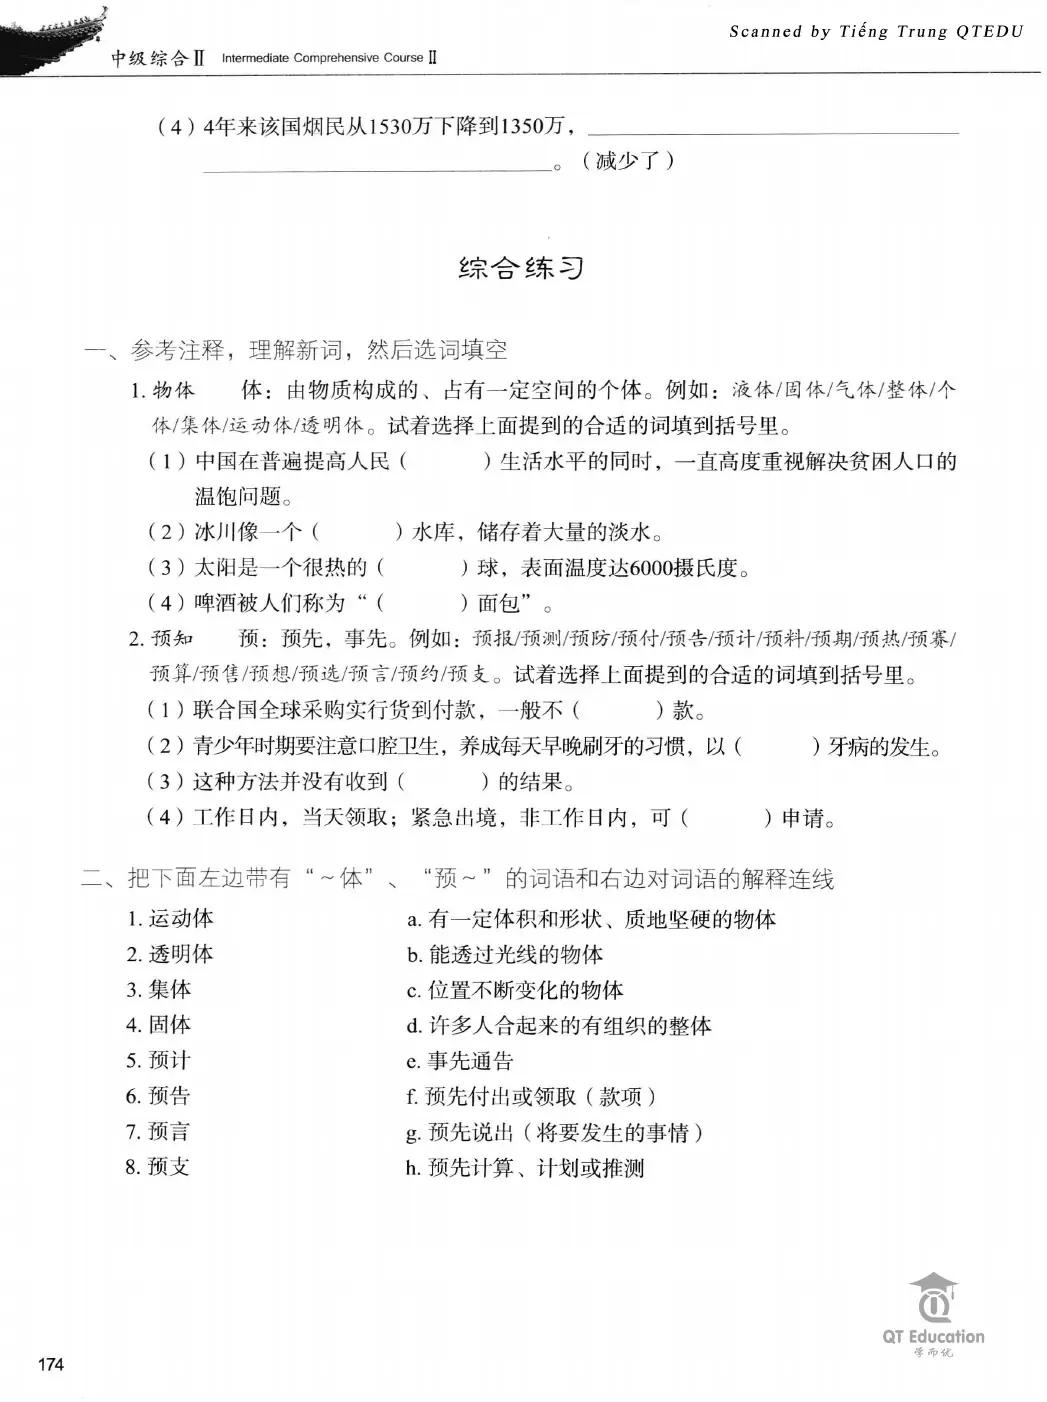 Scanned by Tiếng Trung QTEDU
中级综合Ⅱ Intermediate Comprehensive Course Ⅱ
（4）4年来该国烟民从1530万下降到1350万，
。（减少了）
综合练习
一、参考注释，理解新词，然后选词填空
1. 物体 体：由物质构成的、占有一定空间的个体。例如：液体/固体/气体/整体/个
体/集体/运动体/透明体。试着选择上面提到的合适的词填到括号里。
（1）中国在普遍提高人民（ ）生活水平的同时，一直高度重视解决贫困人口的
温饱问题。
（2）冰川像一个（ ）水库，储存着大量的淡水。
（3）太阳是一个很热的（ ）球，表面温度达6000摄氏度。
（4）啤酒被人们称为“（ ）面包”。
2. 预知 预：预先，事先。例如：预报/预测/预防/预付/预告/预计/预料/预期/预热/预赛/
预算/预售/预想/预选/预言/预约/预支。试着选择上面提到的合适的词填到括号里。
（1）联合国全球采购实行货到付款，一般不（ ）款。
（2）青少年时期要注意口腔卫生，养成每天早晚刷牙的习惯，以（ ）牙病的发生。
（3）这种方法并没有收到（ ）的结果。
（4）工作日内，当天领取；紧急出境，非工作日内，可（ ）申请。
二、把下面左边带有“～体”、“预～”的词语和右边对词语的解释连线
1. 运动体 a. 有一定体积和形状、质地坚硬的物体
2. 透明体 b. 能透过光线的物体
3. 集体 c. 位置不断变化的物体
4. 固体 d. 许多人合起来的有组织的整体
5. 预计 e. 事先通告
6. 预告 f. 预先付出或领取（款项）
7. 预言 g. 预先说出（将要发生的事情）
8. 预支 h. 预先计算、计划或推测
QT Education
学而优
174